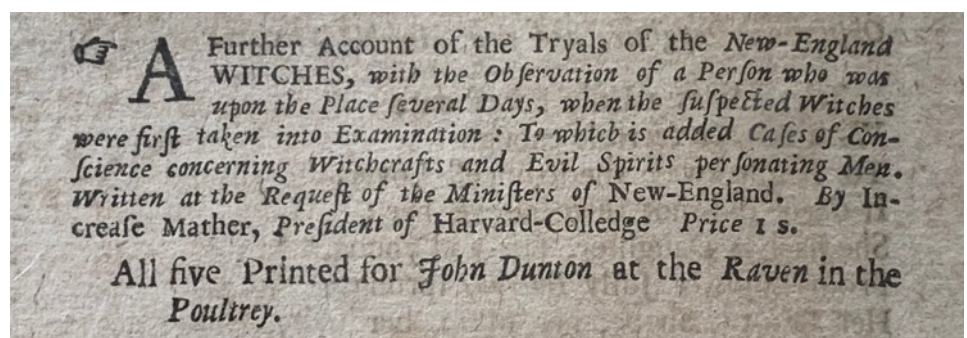 ☞ A Further Account of the Tryals of the New-England
WITCHES, with the Obſervation of a Perſon who was
upon the Place ſeveral Days, when the ſuſpected Witches
were firſt taken into Examination : To which is added Caſes of Con-
ſcience concerning Witchcrafts and Evil Spirits perſonating Men.
Written at the Requeſt of the Miniſters of New-England. By In-
creaſe Mather, Preſident of Harvard-Colledge Price 1 s.
All five Printed for John Dunton at the Raven in the
Poultrey.